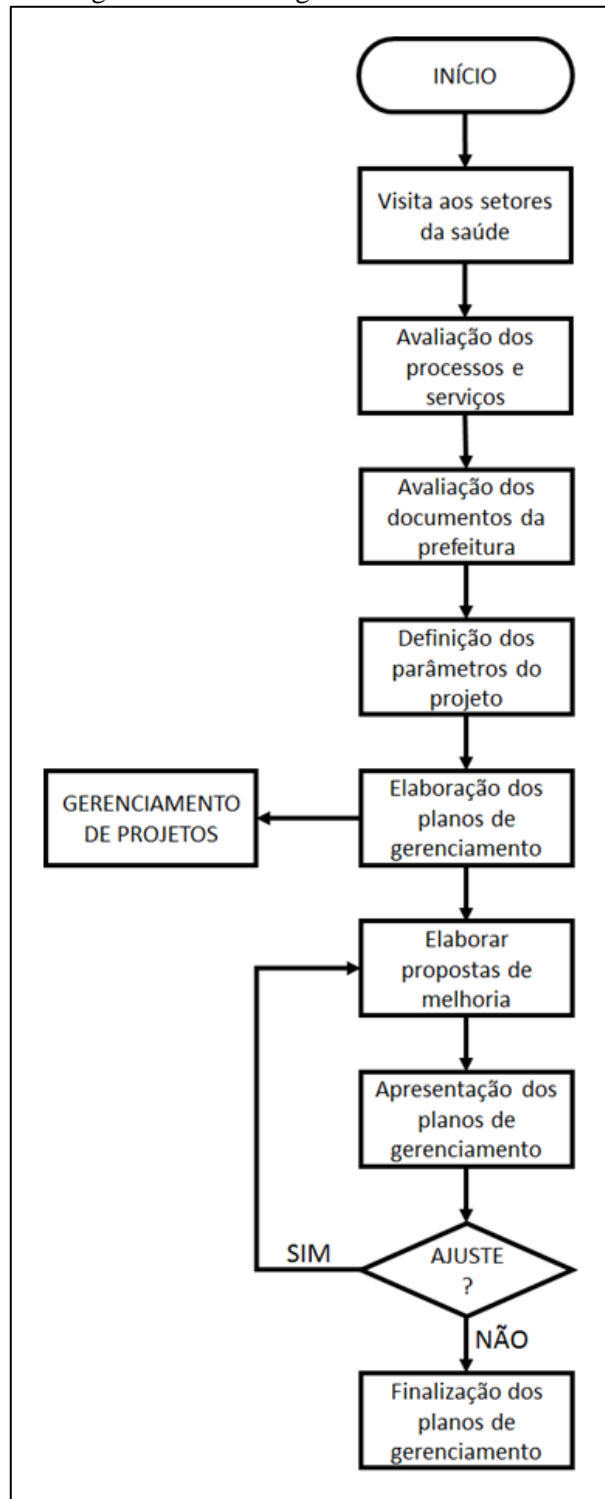 INÍCIO
Visita aos setores
da saúde
Avaliação dos
processos e
serviços
Avaliação dos
documentos da
prefeitura
Definição dos
parâmetros do
projeto
GERENCIAMENTO
DE PROJETOS
Elaboração dos
planos de
gerenciamento
Elaborar
propostas de
melhoria
Apresentação dos
planos de
gerenciamento
SIM
AJUSTE
?
NÃO
Finalização dos
planos de
gerenciamento